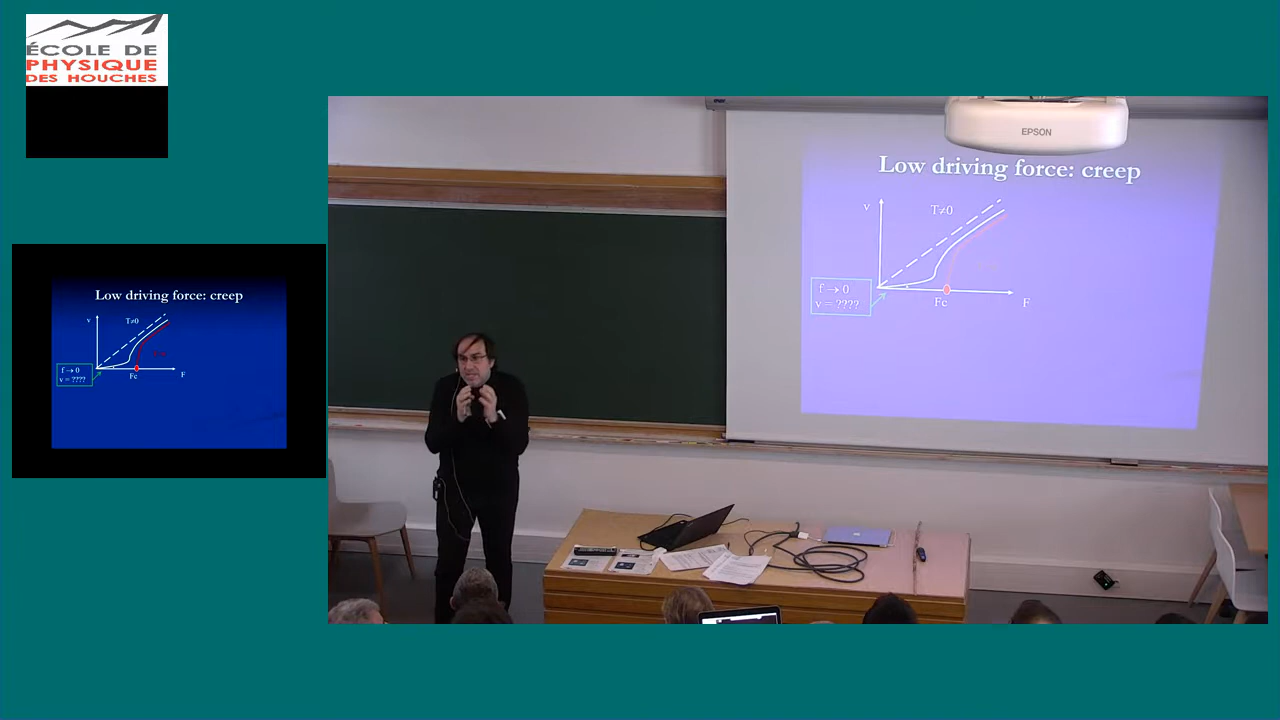 ÉCOLE DE
PHYSIQUE
DES HOUCHES
Low driving force: creep
v
T≠0
f → 0
v = ????
Fc
F
EPSON
Low driving force: creep
v
T≠0
f → 0
v = ????
Fc
F